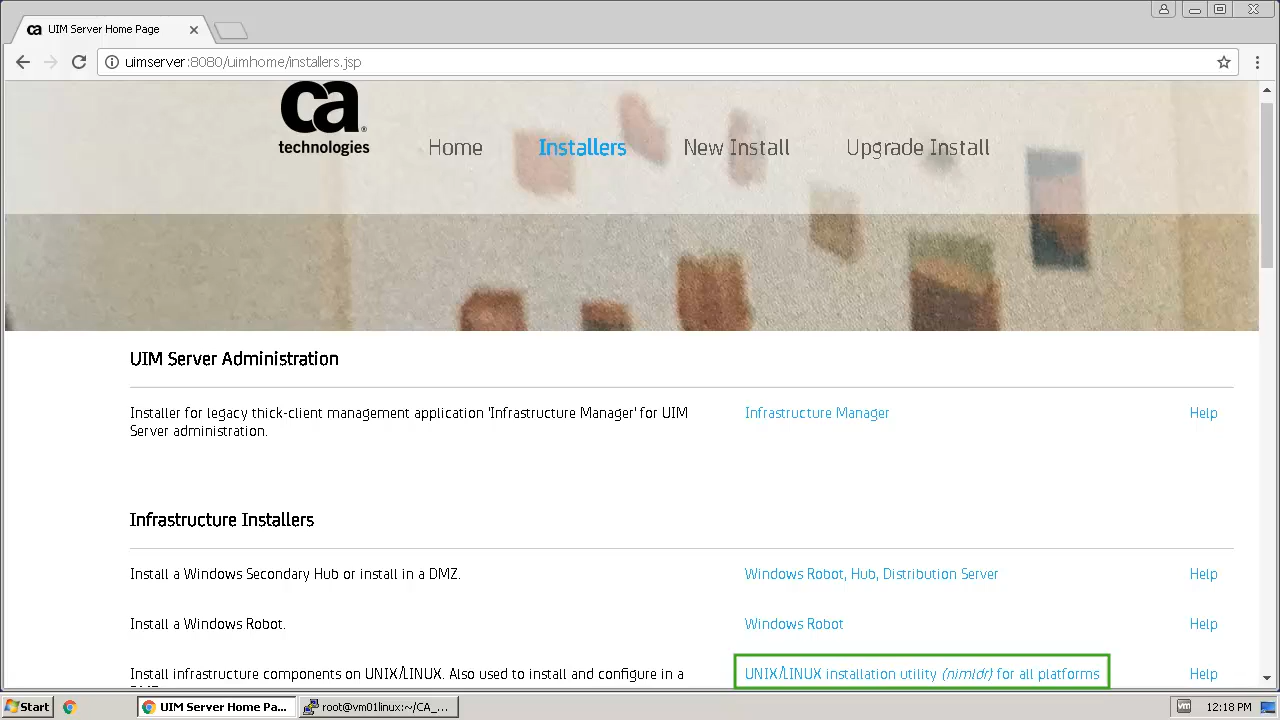 UIM Server Home Page
uimserver:8080/uimhome/installers.jsp
ca
technologies
Home
Installers
New Install
Upgrade Install
UIM Server Administration
Installer for legacy thick-client management application 'Infrastructure Manager' for UIM
Server administration.
Infrastructure Manager
Help
Infrastructure Installers
Install a Windows Secondary Hub or install in a DMZ.
Windows Robot, Hub, Distribution Server
Help
Install a Windows Robot.
Windows Robot
Help
Install infrastructure components on UNIX/LINUX. Also used to install and configure in a
UNIX/LINUX installation utility (nimldr) for all platforms
Help
Start
UIM Server Home Pa...
root@vm01linux:~/CA_...
vm
12:18 PM